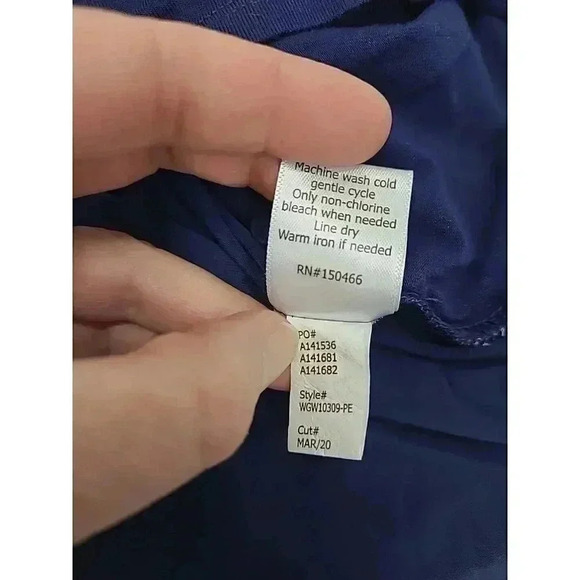 Machine wash cold
gentle cycle
Only non-chlorine
bleach when needed
Line dry
Warm iron if needed
RN#150466
PO#
A141536
A141681
A141682
Style#
WGW10309-PE
Cut#
MAR/20